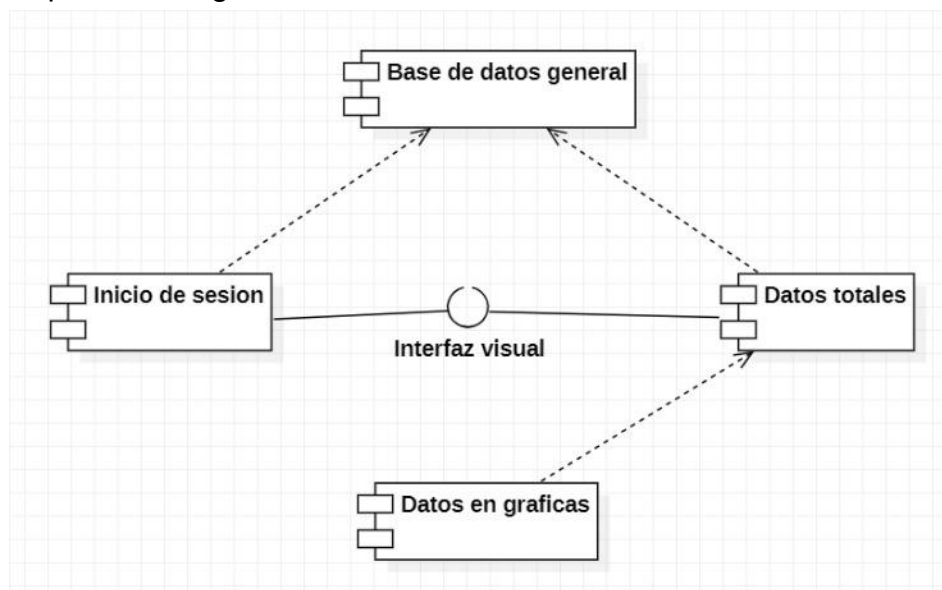 Base de datos general
Inicio de sesion
Datos totales
Interfaz visual
Datos en graficas